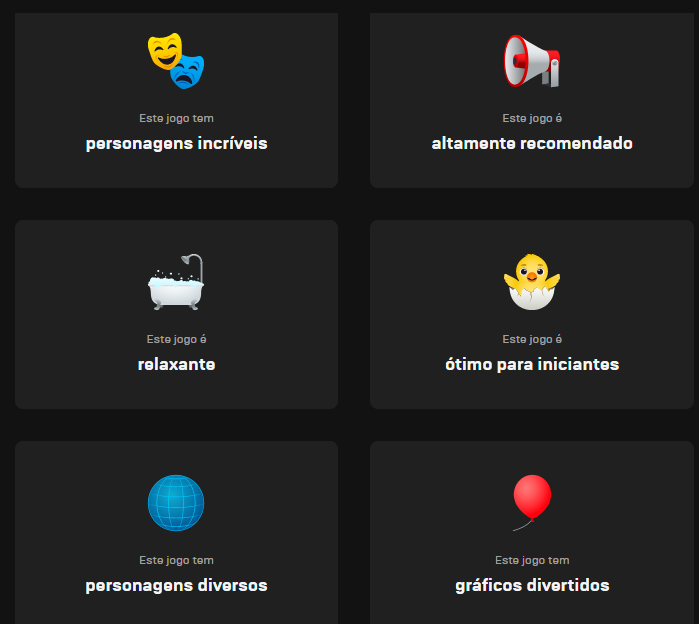 Este jogo tem
personagens incríveis
Este jogo é
altamente recomendado
Este jogo é
relaxante
Este jogo é
ótimo para iniciantes
Este jogo tem
personagens diversos
Este jogo tem
gráficos divertidos